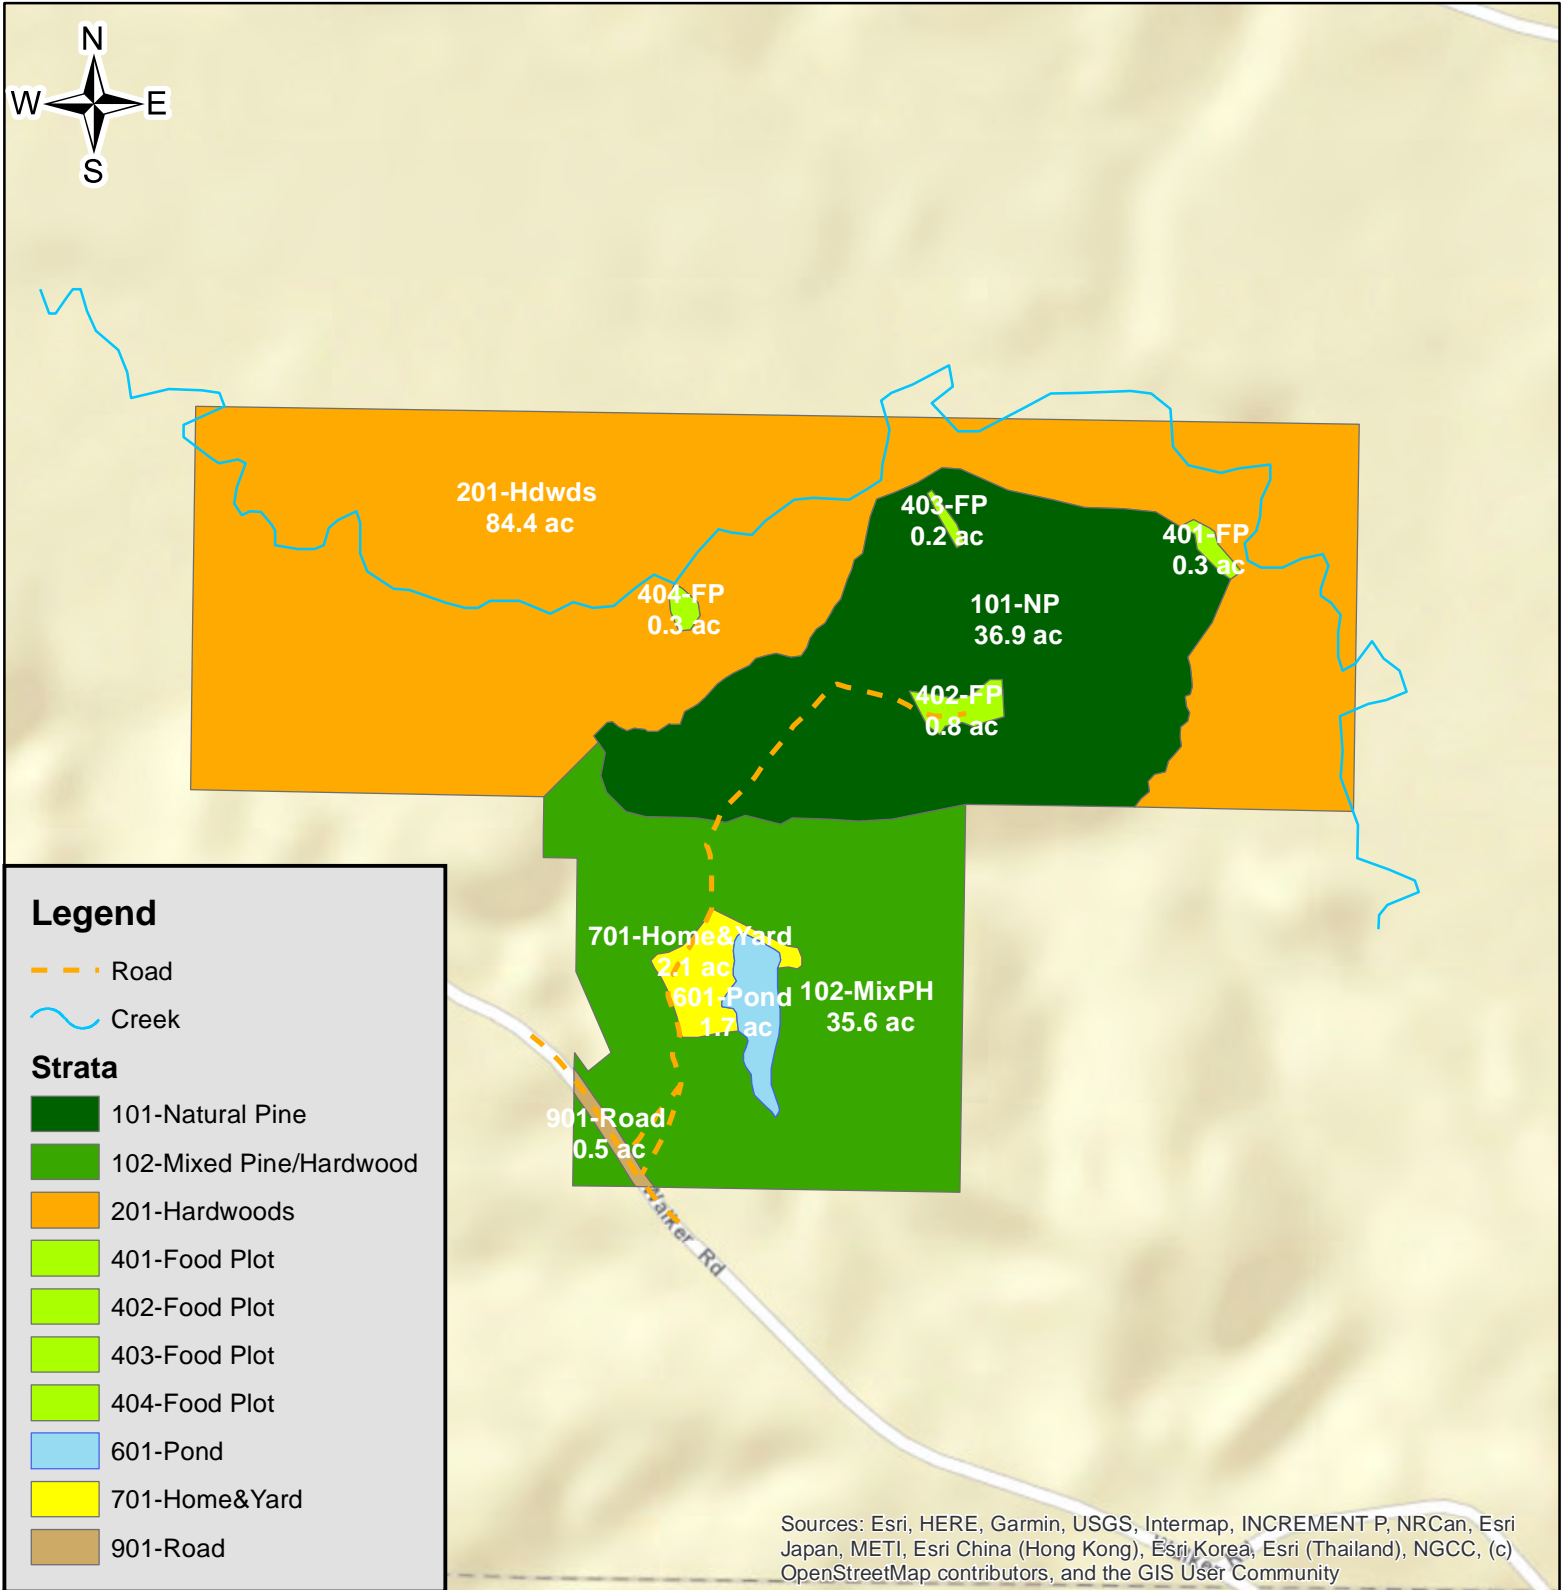 N
W E
S
201-Hdwds
84.4 ac
403-FP
0.2 ac
401-FP
0.3 ac
404-FP
0.3 ac
101-NP
36.9 ac
402-FP
0.8 ac
701-Home&Yard
2.1 ac
601-Pond
1.7 ac
102-MixPH
35.6 ac
901-Road
0.5 ac
Walker Rd
Legend
Road
Creek
Strata
101-Natural Pine
102-Mixed Pine/Hardwood
201-Hardwoods
401-Food Plot
402-Food Plot
403-Food Plot
404-Food Plot
601-Pond
701-Home&Yard
901-Road
Walker Rd
Sources: Esri, HERE, Garmin, USGS, Intermap, INCREMENT P, NRCan, Esri
Japan, METI, Esri China (Hong Kong), Esri Korea, Esri (Thailand), NGCC, (c)
OpenStreetMap contributors, and the GIS User Community